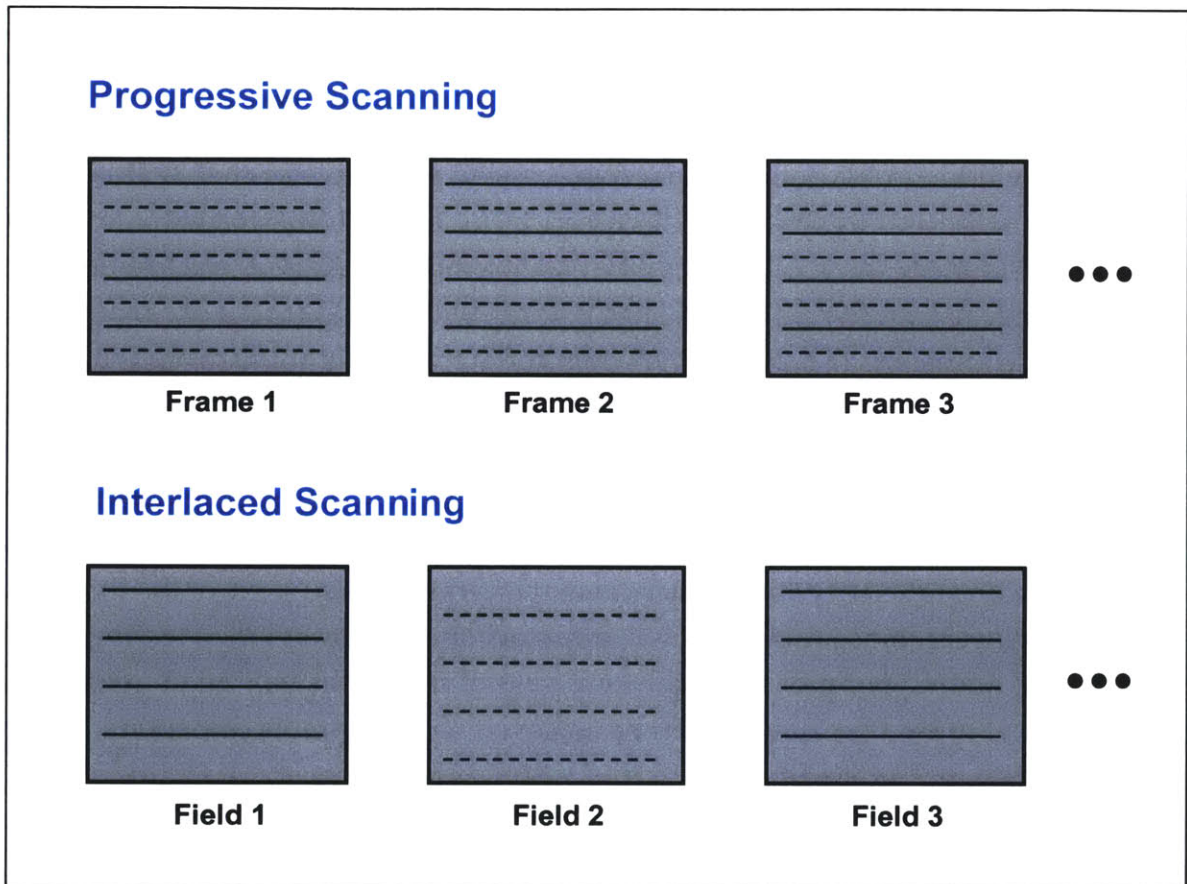 Progressive Scanning
Frame 1 Frame 2 Frame 3
Interlaced Scanning
Field 1 Field 2 Field 3